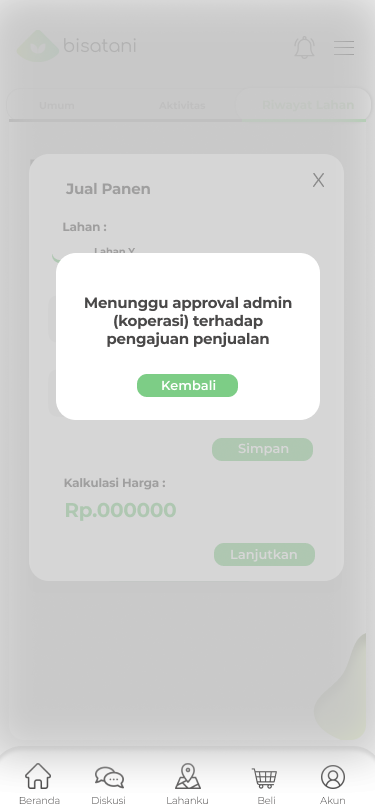 bisatani
Umum
Aktivitas
Riwayat Lahan
Jual Panen
X
Lahan :
Lahan Y
Menunggu approval admin
(koperasi) terhadap
pengajuan penjualan
Kembali
Simpan
Kalkulasi Harga :
Rp.000000
Lanjutkan
Beranda
Diskusi
Lahanku
Beli
Akun